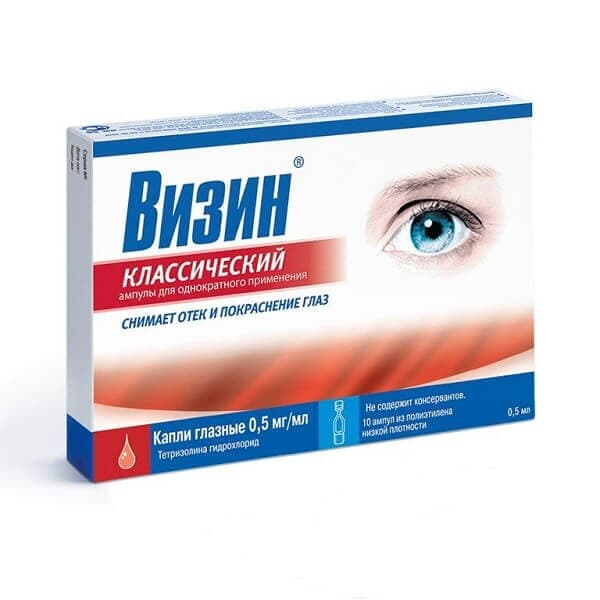 Визин®
КЛАССИЧЕСКИЙ
ампулы для однократного применения
СНИМАЕТ ОТЕК И ПОКРАСНЕНИЕ ГЛАЗ
Капли глазные 0,5 мг/мл
Тетризолина гидрохлорид
Не содержит консервантов.
10 ампул из полиэтилена
низкой плотности
0,5 мл